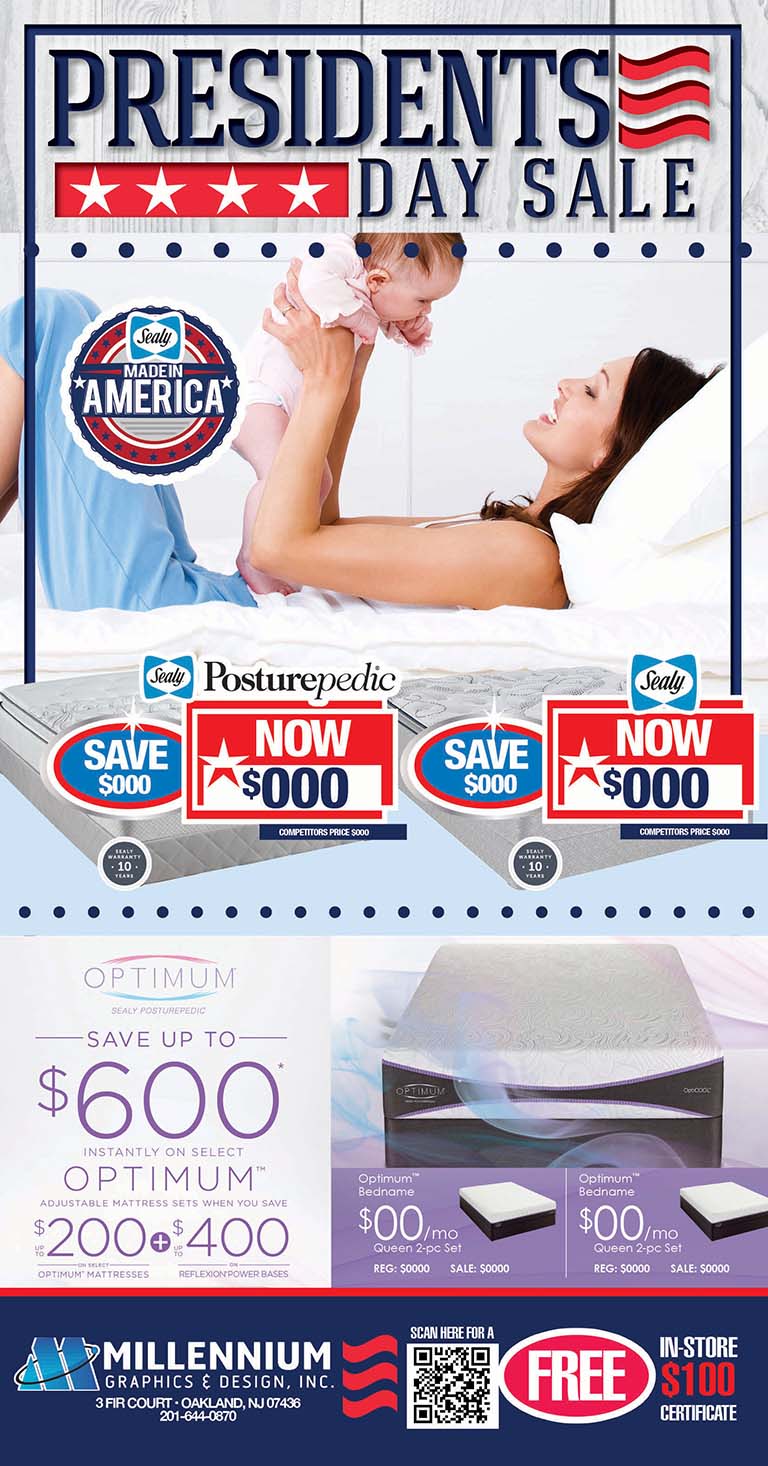 PRESIDENTS
DAY SALE
Sealy
MADE IN
AMERICA
Sealy Posturepedic
SAVE
$000
NOW
$000
COMPETITORS PRICE $000
SEALY
WARRANTY
· 10 ·
YEARS
Sealy
SAVE
$000
NOW
$000
COMPETITORS PRICE $000
SEALY
WARRANTY
· 10 ·
YEARS
OPTIMUM
SEALY POSTUREPEDIC
SAVE UP TO
$600*
INSTANTLY ON SELECT
OPTIMUM™
ADJUSTABLE MATTRESS SETS WHEN YOU SAVE
UP TO $200 + UP TO $400
ON SELECT
OPTIMUM™ MATTRESSES
ON
REFLEXION® POWER BASES
OPTIMUM
OptiCOOL™
Optimum™
Bedname
$00/mo
Queen 2-pc Set
REG: $0000 SALE: $0000
Optimum™
Bedname
$00/mo
Queen 2-pc Set
REG: $0000 SALE: $0000
MILLENNIUM
GRAPHICS & DESIGN, INC.
3 FIR COURT · OAKLAND, NJ 07436
201-644-0870
SCAN HERE FOR A
FREE
IN-STORE
$100
CERTIFICATE